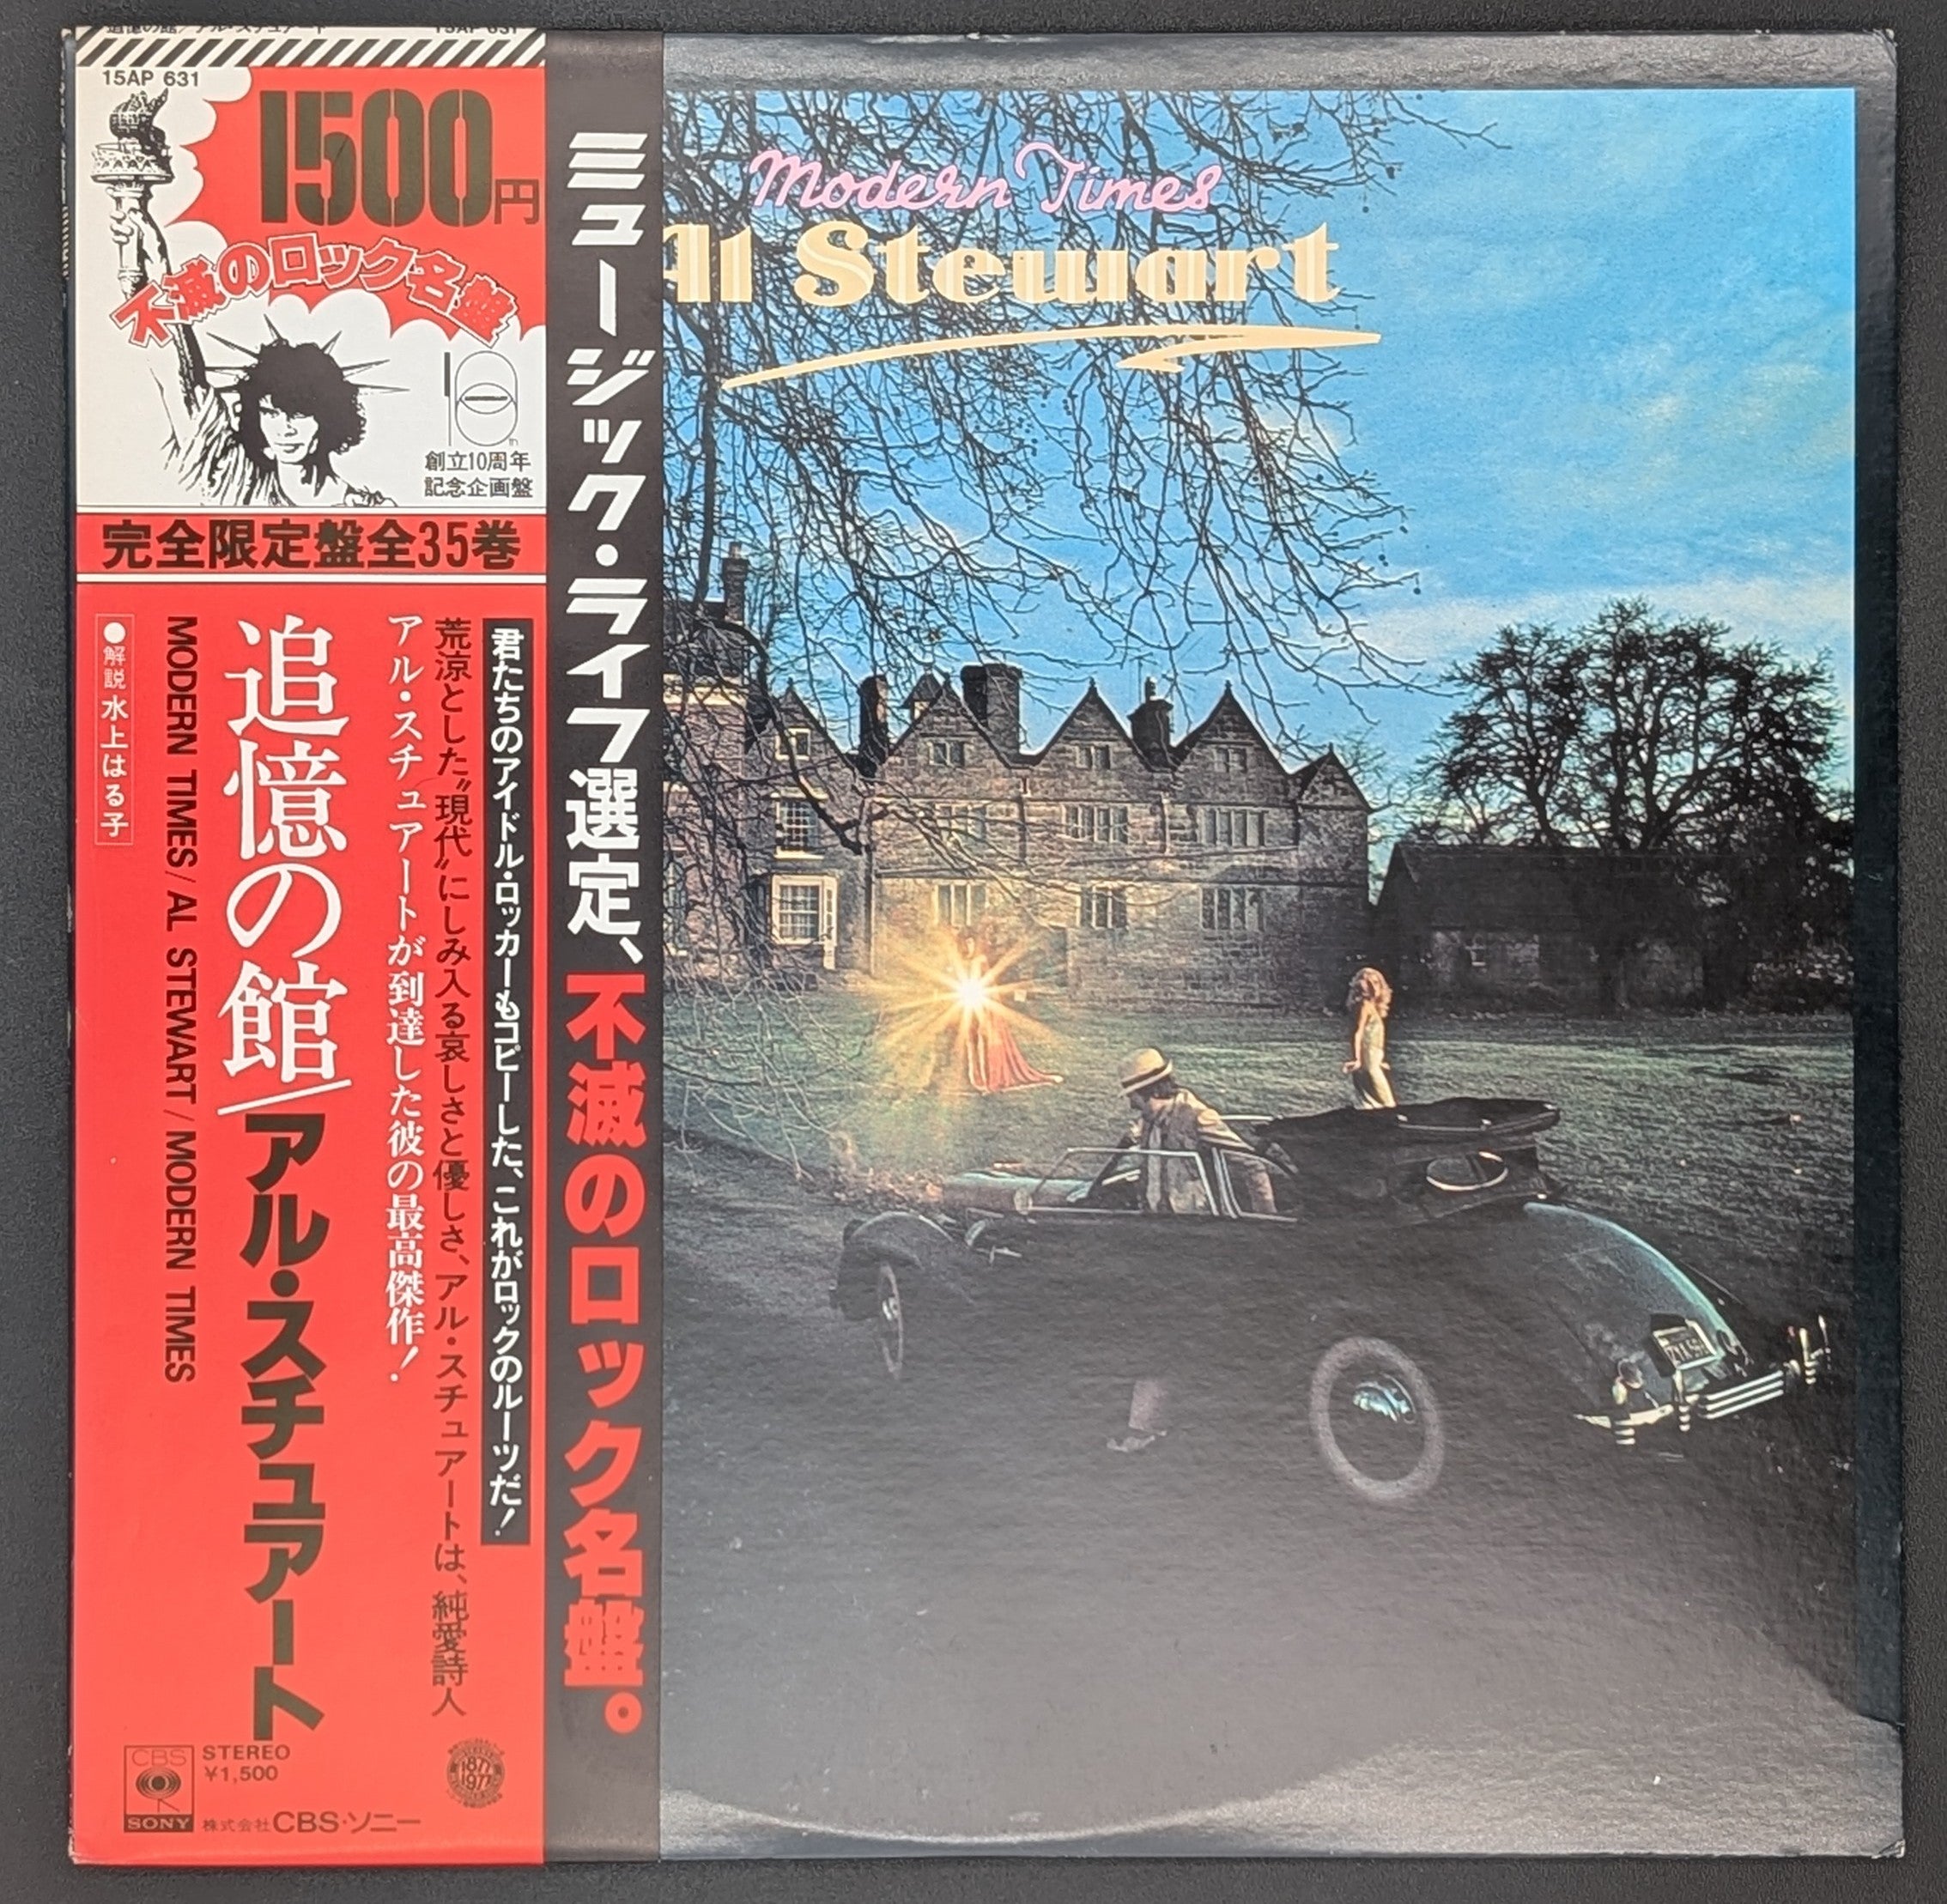 15AP 631
15AP 631
1500円
不滅のロック名盤
10th
創立10周年
記念企画盤
完全限定盤全35巻
ミュージック・ライフ選定、不滅のロック名盤。
君たちのアイドル・ロッカーもコピーした、これがロックのルーツだ！
荒涼とした〝現代〟にしみ入る哀しさと優しさ、アル・スチュアートは、純愛詩人
アル・スチュアートが到達した彼の最高傑作！
追憶の館/アル・スチュアート
MODERN TIMES/AL STEWART/MODERN TIMES
●解説 水上はる子
CBS
SONY
STEREO
¥1,500
株式会社CBS・ソニー
1877
1977
Modern Times
Al Stewart